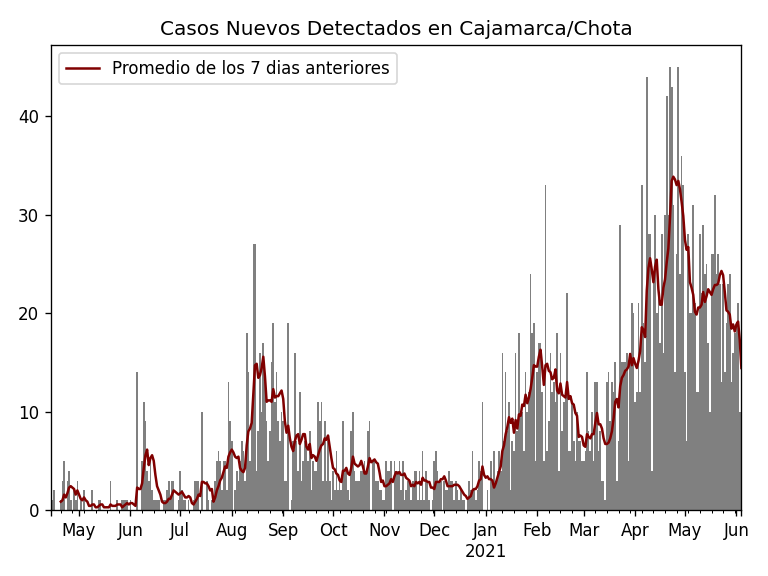 Casos Nuevos Detectados en Cajamarca/Chota
Promedio de los 7 dias anteriores
40
30
20
10
0
May Jun Jul Aug Sep Oct Nov Dec Jan Feb Mar Apr May Jun
2021